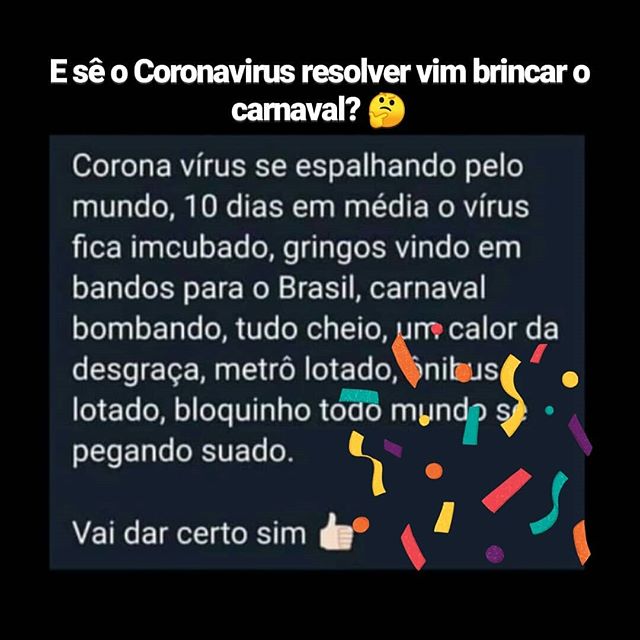 E sê o Coronavirus resolver vim brincar o
carnaval? 🤔
Corona vírus se espalhando pelo
mundo, 10 dias em média o vírus
fica imcubado, gringos vindo em
bandos para o Brasil, carnaval
bombando, tudo cheio, um calor da
desgraça, metrô lotado, ônibus
lotado, bloquinho todo mundo se
pegando suado.
Vai dar certo sim 👍🏻